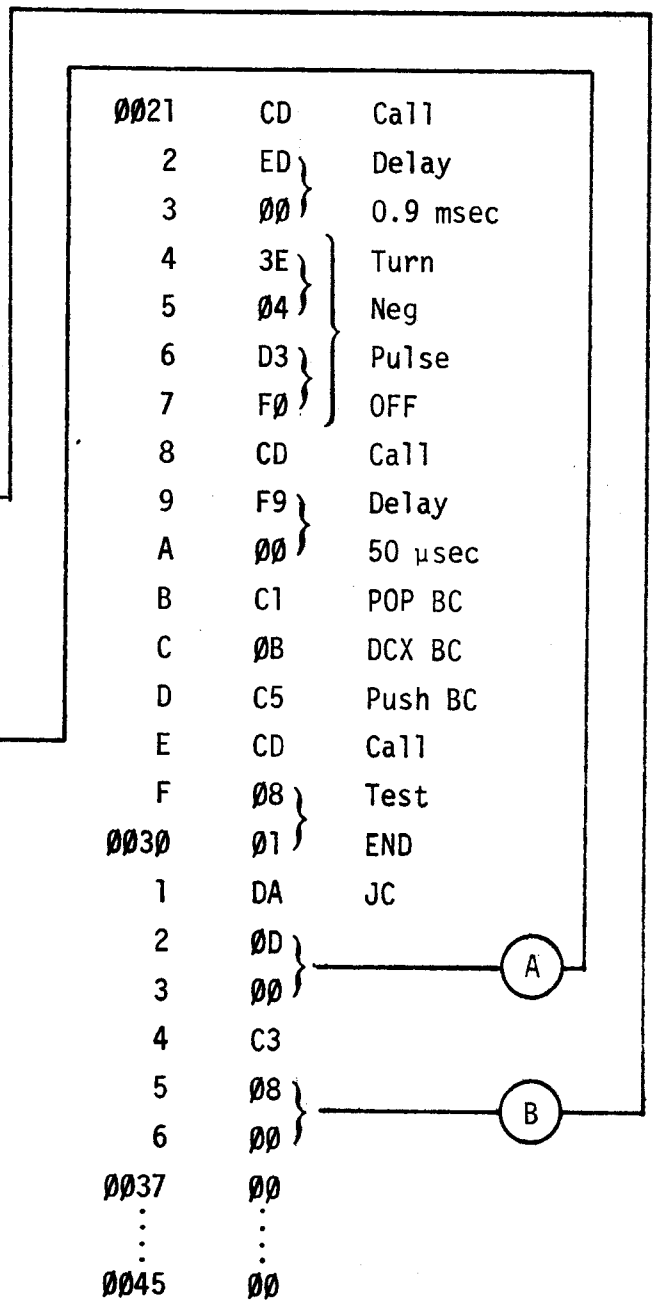 ØØ21 CD Call
2 ED Delay
3 ØØ 0.9 msec
4 3E Turn
5 Ø4 Neg
6 D3 Pulse
7 FØ OFF
8 CD Call
9 F9 Delay
A ØØ 50 μsec
B C1 POP BC
C ØB DCX BC
D C5 Push BC
E CD Call
F Ø8 Test
ØØ3Ø Ø1 END
1 DA JC
2 ØD A
3 ØØ
4 C3
5 Ø8 B
6 ØØ
ØØ37 ØØ
ØØ45 ØØ